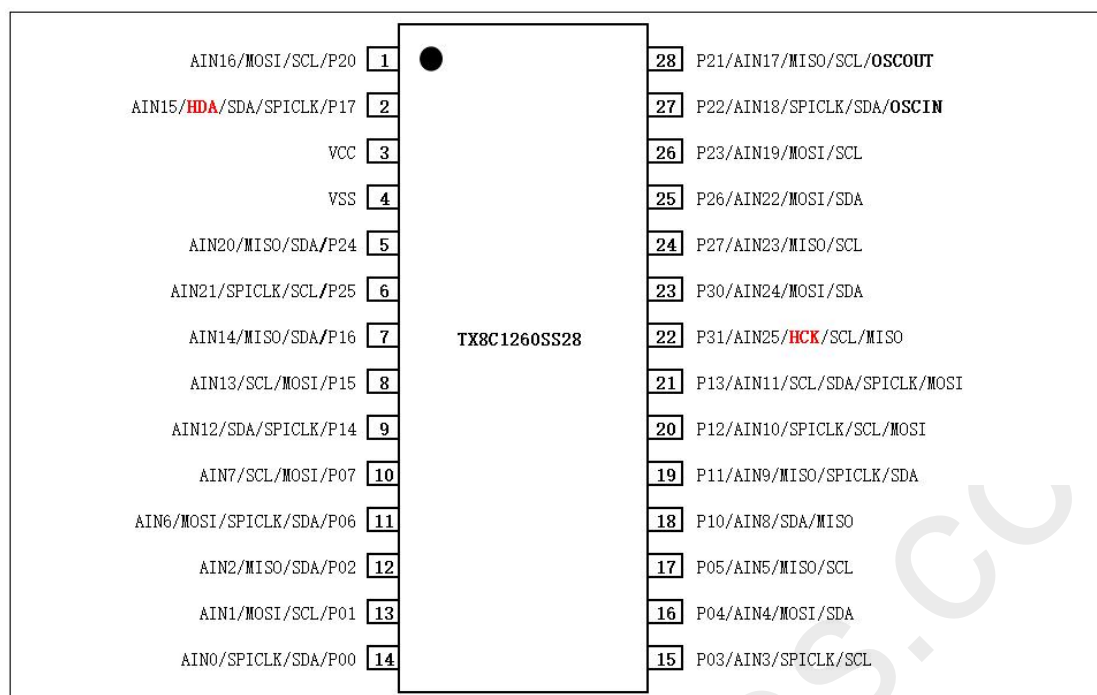 AIN16/MOSI/SCL/P20 1 28 P21/AIN17/MISO/SCL/OSCOUT
AIN15/HDA/SDA/SPICLK/P17 2 27 P22/AIN18/SPICLK/SDA/OSCIN
VCC 3 26 P23/AIN19/MOSI/SCL
VSS 4 25 P26/AIN22/MOSI/SDA
AIN20/MISO/SDA/P24 5 24 P27/AIN23/MISO/SCL
AIN21/SPICLK/SCL/P25 6 23 P30/AIN24/MOSI/SDA
AIN14/MISO/SDA/P16 7 TX8C1260SS28 22 P31/AIN25/HCK/SCL/MISO
AIN13/SCL/MOSI/P15 8 21 P13/AIN11/SCL/SDA/SPICLK/MOSI
AIN12/SDA/SPICLK/P14 9 20 P12/AIN10/SPICLK/SCL/MOSI
AIN7/SCL/MOSI/P07 10 19 P11/AIN9/MISO/SPICLK/SDA
AIN6/MOSI/SPICLK/SDA/P06 11 18 P10/AIN8/SDA/MISO
AIN2/MISO/SDA/P02 12 17 P05/AIN5/MISO/SCL
AIN1/MOSI/SCL/P01 13 16 P04/AIN4/MOSI/SDA
AIN0/SPICLK/SDA/P00 14 15 P03/AIN3/SPICLK/SCL